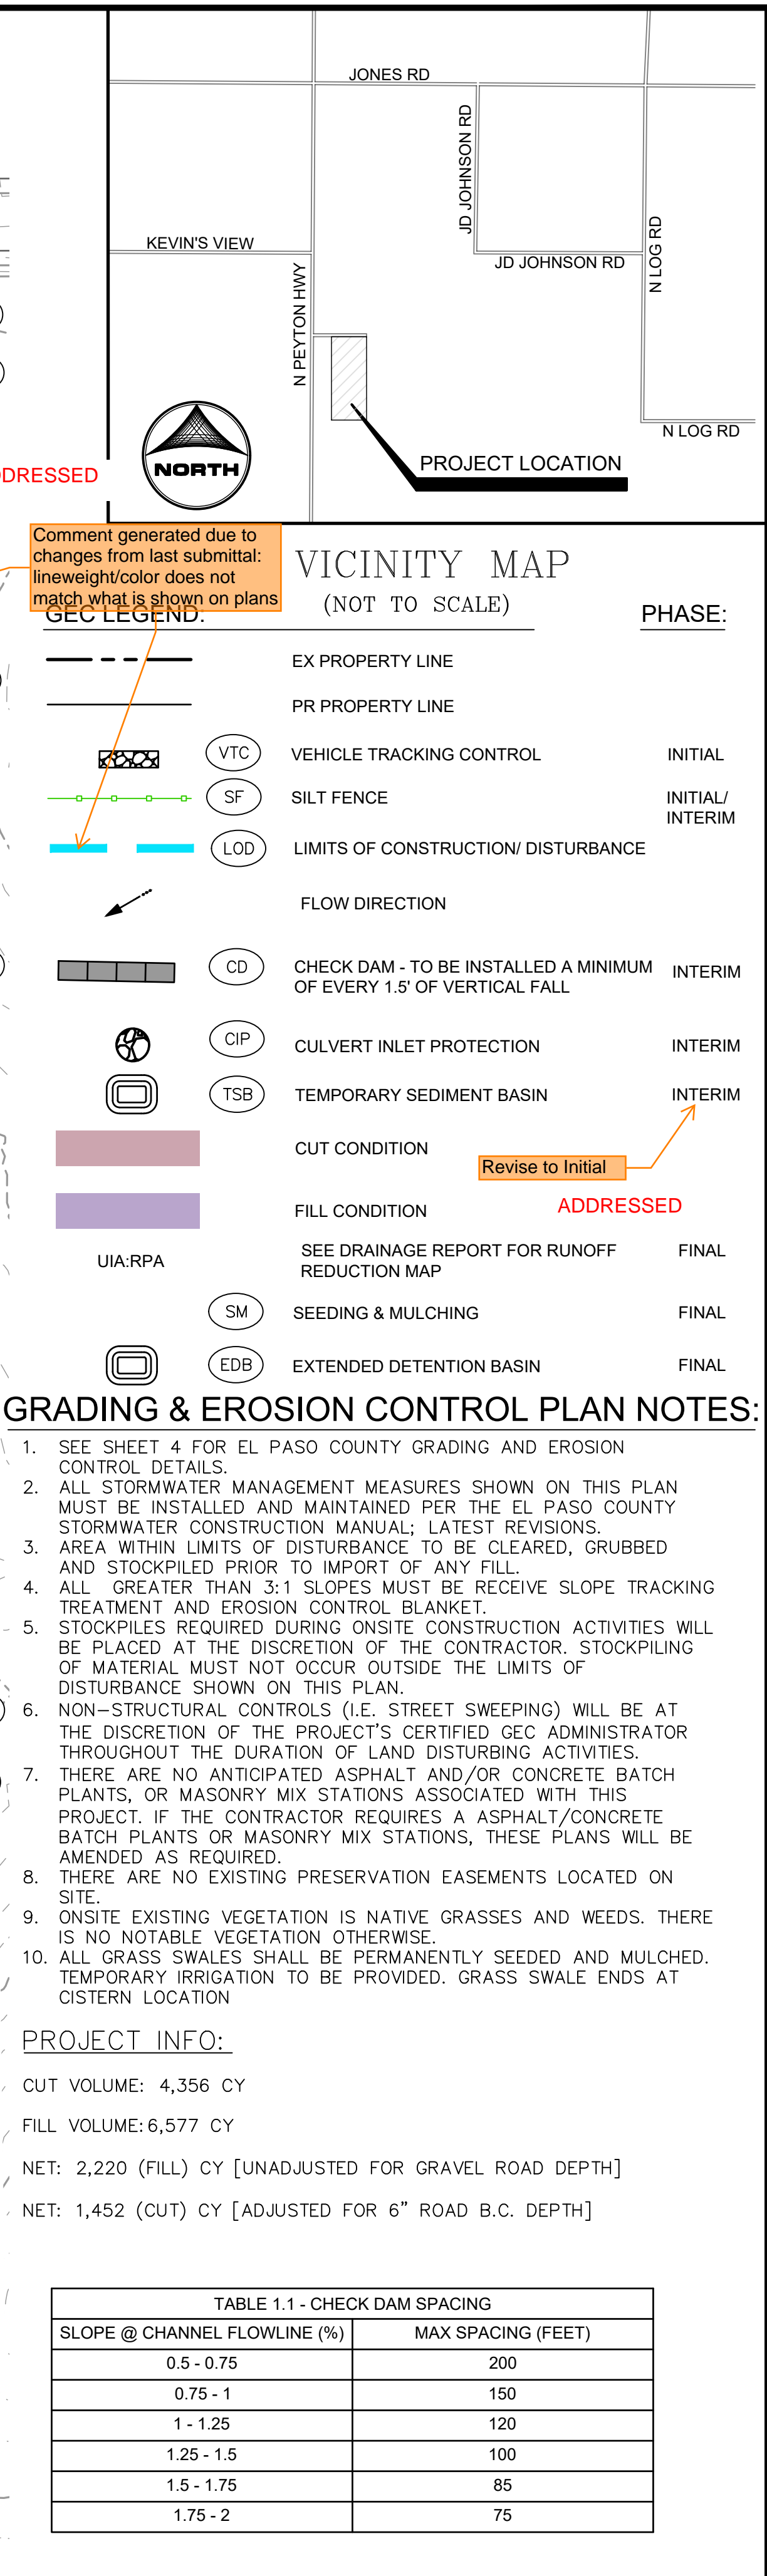 JONES RD
JD JOHNSON RD
KEVIN'S VIEW
JD JOHNSON RD
N LOG RD
N PEYTON HWY
N LOG RD
NORTH
PROJECT LOCATION
DDRESSED
Comment generated due to
changes from last submittal:
lineweight/color does not
match what is shown on plans
VICINITY MAP
(NOT TO SCALE)
GEC LEGEND:
PHASE:
EX PROPERTY LINE
PR PROPERTY LINE
VTC VEHICLE TRACKING CONTROL INITIAL
SF SILT FENCE INITIAL/
INTERIM
LOD LIMITS OF CONSTRUCTION/ DISTURBANCE
FLOW DIRECTION
CD CHECK DAM - TO BE INSTALLED A MINIMUM INTERIM
OF EVERY 1.5' OF VERTICAL FALL
CIP CULVERT INLET PROTECTION INTERIM
TSB TEMPORARY SEDIMENT BASIN INTERIM
CUT CONDITION
Revise to Initial
FILL CONDITION
ADDRESSED
UIA:RPA SEE DRAINAGE REPORT FOR RUNOFF FINAL
REDUCTION MAP
SM SEEDING & MULCHING FINAL
EDB EXTENDED DETENTION BASIN FINAL
GRADING & EROSION CONTROL PLAN NOTES:
1. SEE SHEET 4 FOR EL PASO COUNTY GRADING AND EROSION
CONTROL DETAILS.
2. ALL STORMWATER MANAGEMENT MEASURES SHOWN ON THIS PLAN
MUST BE INSTALLED AND MAINTAINED PER THE EL PASO COUNTY
STORMWATER CONSTRUCTION MANUAL; LATEST REVISIONS.
3. AREA WITHIN LIMITS OF DISTURBANCE TO BE CLEARED, GRUBBED
AND STOCKPILED PRIOR TO IMPORT OF ANY FILL.
4. ALL GREATER THAN 3:1 SLOPES MUST BE RECEIVE SLOPE TRACKING
TREATMENT AND EROSION CONTROL BLANKET.
5. STOCKPILES REQUIRED DURING ONSITE CONSTRUCTION ACTIVITIES WILL
BE PLACED AT THE DISCRETION OF THE CONTRACTOR. STOCKPILING
OF MATERIAL MUST NOT OCCUR OUTSIDE THE LIMITS OF
DISTURBANCE SHOWN ON THIS PLAN.
6. NON-STRUCTURAL CONTROLS (I.E. STREET SWEEPING) WILL BE AT
THE DISCRETION OF THE PROJECT'S CERTIFIED GEC ADMINISTRATOR
THROUGHOUT THE DURATION OF LAND DISTURBING ACTIVITIES.
7. THERE ARE NO ANTICIPATED ASPHALT AND/OR CONCRETE BATCH
PLANTS, OR MASONRY MIX STATIONS ASSOCIATED WITH THIS
PROJECT. IF THE CONTRACTOR REQUIRES A ASPHALT/CONCRETE
BATCH PLANTS OR MASONRY MIX STATIONS, THESE PLANS WILL BE
AMENDED AS REQUIRED.
8. THERE ARE NO EXISTING PRESERVATION EASEMENTS LOCATED ON
SITE.
9. ONSITE EXISTING VEGETATION IS NATIVE GRASSES AND WEEDS. THERE
IS NO NOTABLE VEGETATION OTHERWISE.
10. ALL GRASS SWALES SHALL BE PERMANENTLY SEEDED AND MULCHED.
TEMPORARY IRRIGATION TO BE PROVIDED. GRASS SWALE ENDS AT
CISTERN LOCATION
PROJECT INFO:
CUT VOLUME: 4,356 CY
FILL VOLUME: 6,577 CY
NET: 2,220 (FILL) CY [UNADJUSTED FOR GRAVEL ROAD DEPTH]
NET: 1,452 (CUT) CY [ADJUSTED FOR 6" ROAD B.C. DEPTH]
TABLE 1.1 - CHECK DAM SPACING
SLOPE @ CHANNEL FLOWLINE (%) MAX SPACING (FEET)
0.5 - 0.75 200
0.75 - 1 150
1 - 1.25 120
1.25 - 1.5 100
1.5 - 1.75 85
1.75 - 2 75